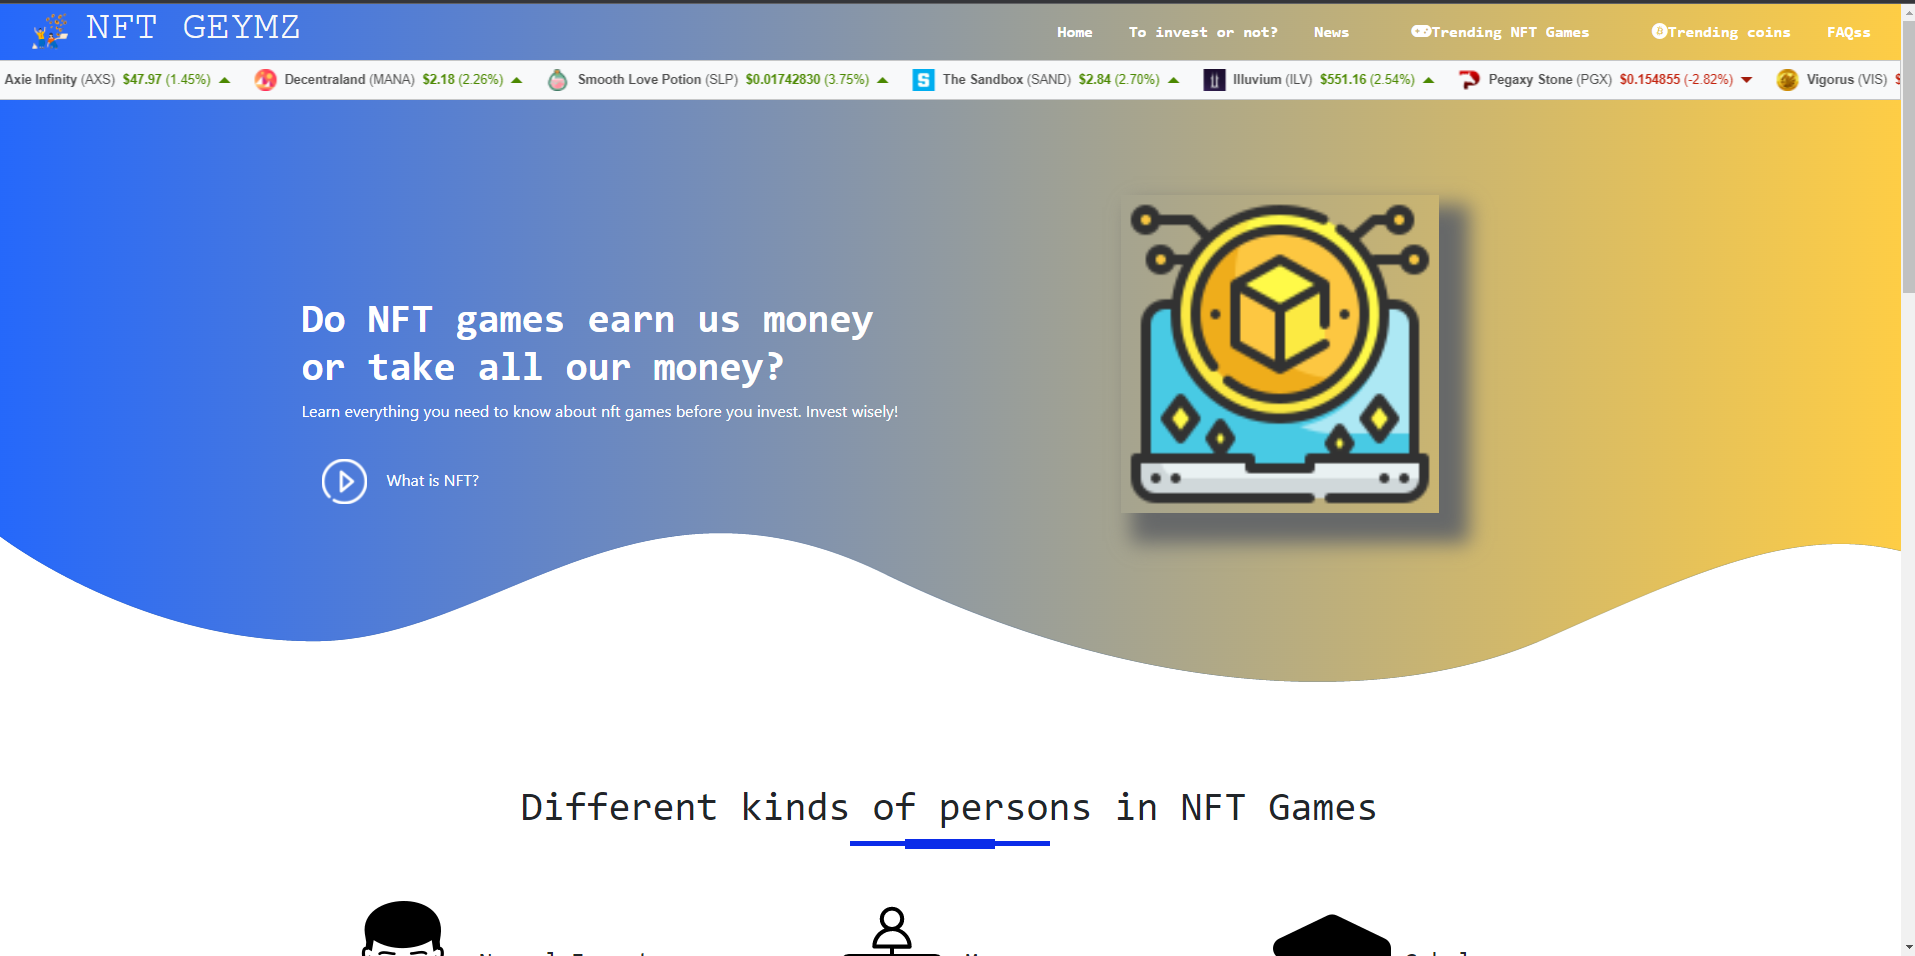 NFT GEYMZ
Home To invest or not? News Trending NFT Games Trending coins FAQss
Axie Infinity (AXS) $47.97 (1.45%) Decentraland (MANA) $2.18 (2.26%) Smooth Love Potion (SLP) $0.01742830 (3.75%) The Sandbox (SAND) $2.84 (2.70%) Illuvium (ILV) $551.16 (2.54%) Pegaxy Stone (PGX) $0.154855 (-2.82%) Vigorus (VIS) $
Do NFT games earn us money
or take all our money?
Learn everything you need to know about nft games before you invest. Invest wisely!
What is NFT?
Different kinds of persons in NFT Games